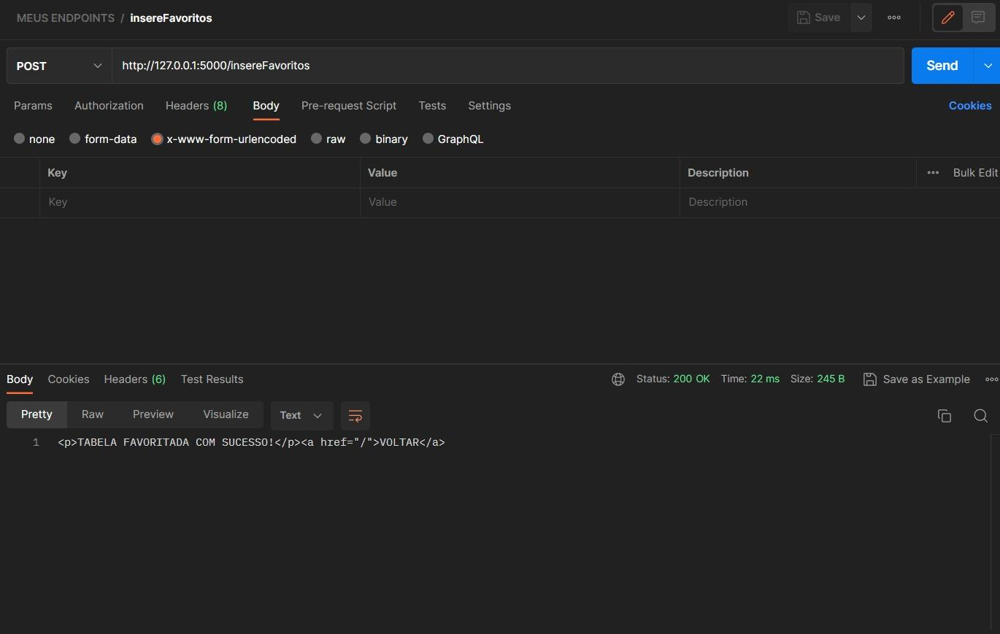 MEUS ENDPOINTS / insereFavoritos
Save
POST
http://127.0.0.1:5000/insereFavoritos
Send
Params Authorization Headers (8) Body Pre-request Script Tests Settings Cookies
none form-data x-www-form-urlencoded raw binary GraphQL
Key Value Description Bulk Edit
Key Value Description
Body Cookies Headers (6) Test Results Status: 200 OK Time: 22 ms Size: 245 B Save as Example
Pretty Raw Preview Visualize Text
1 <p>TABELA FAVORITADA COM SUCESSO!</p><a href="/">VOLTAR</a>